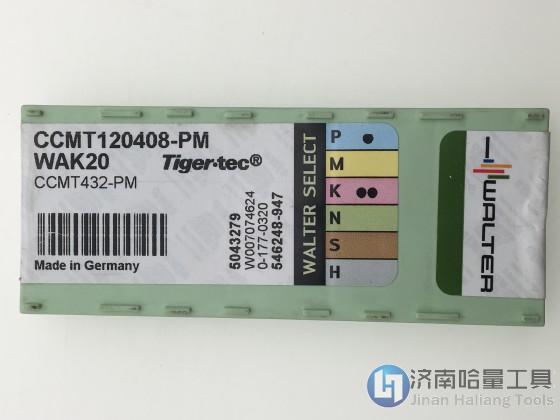 CCMT120408-PM
WAK20 Tiger·tec®
CCMT432-PM
Made in Germany
5043279
W007074624
0-177-0320
546248-947
WALTER SELECT
P
M
K
N
S
H
WALTER
济南哈量工具
Jinan Haliang Tools